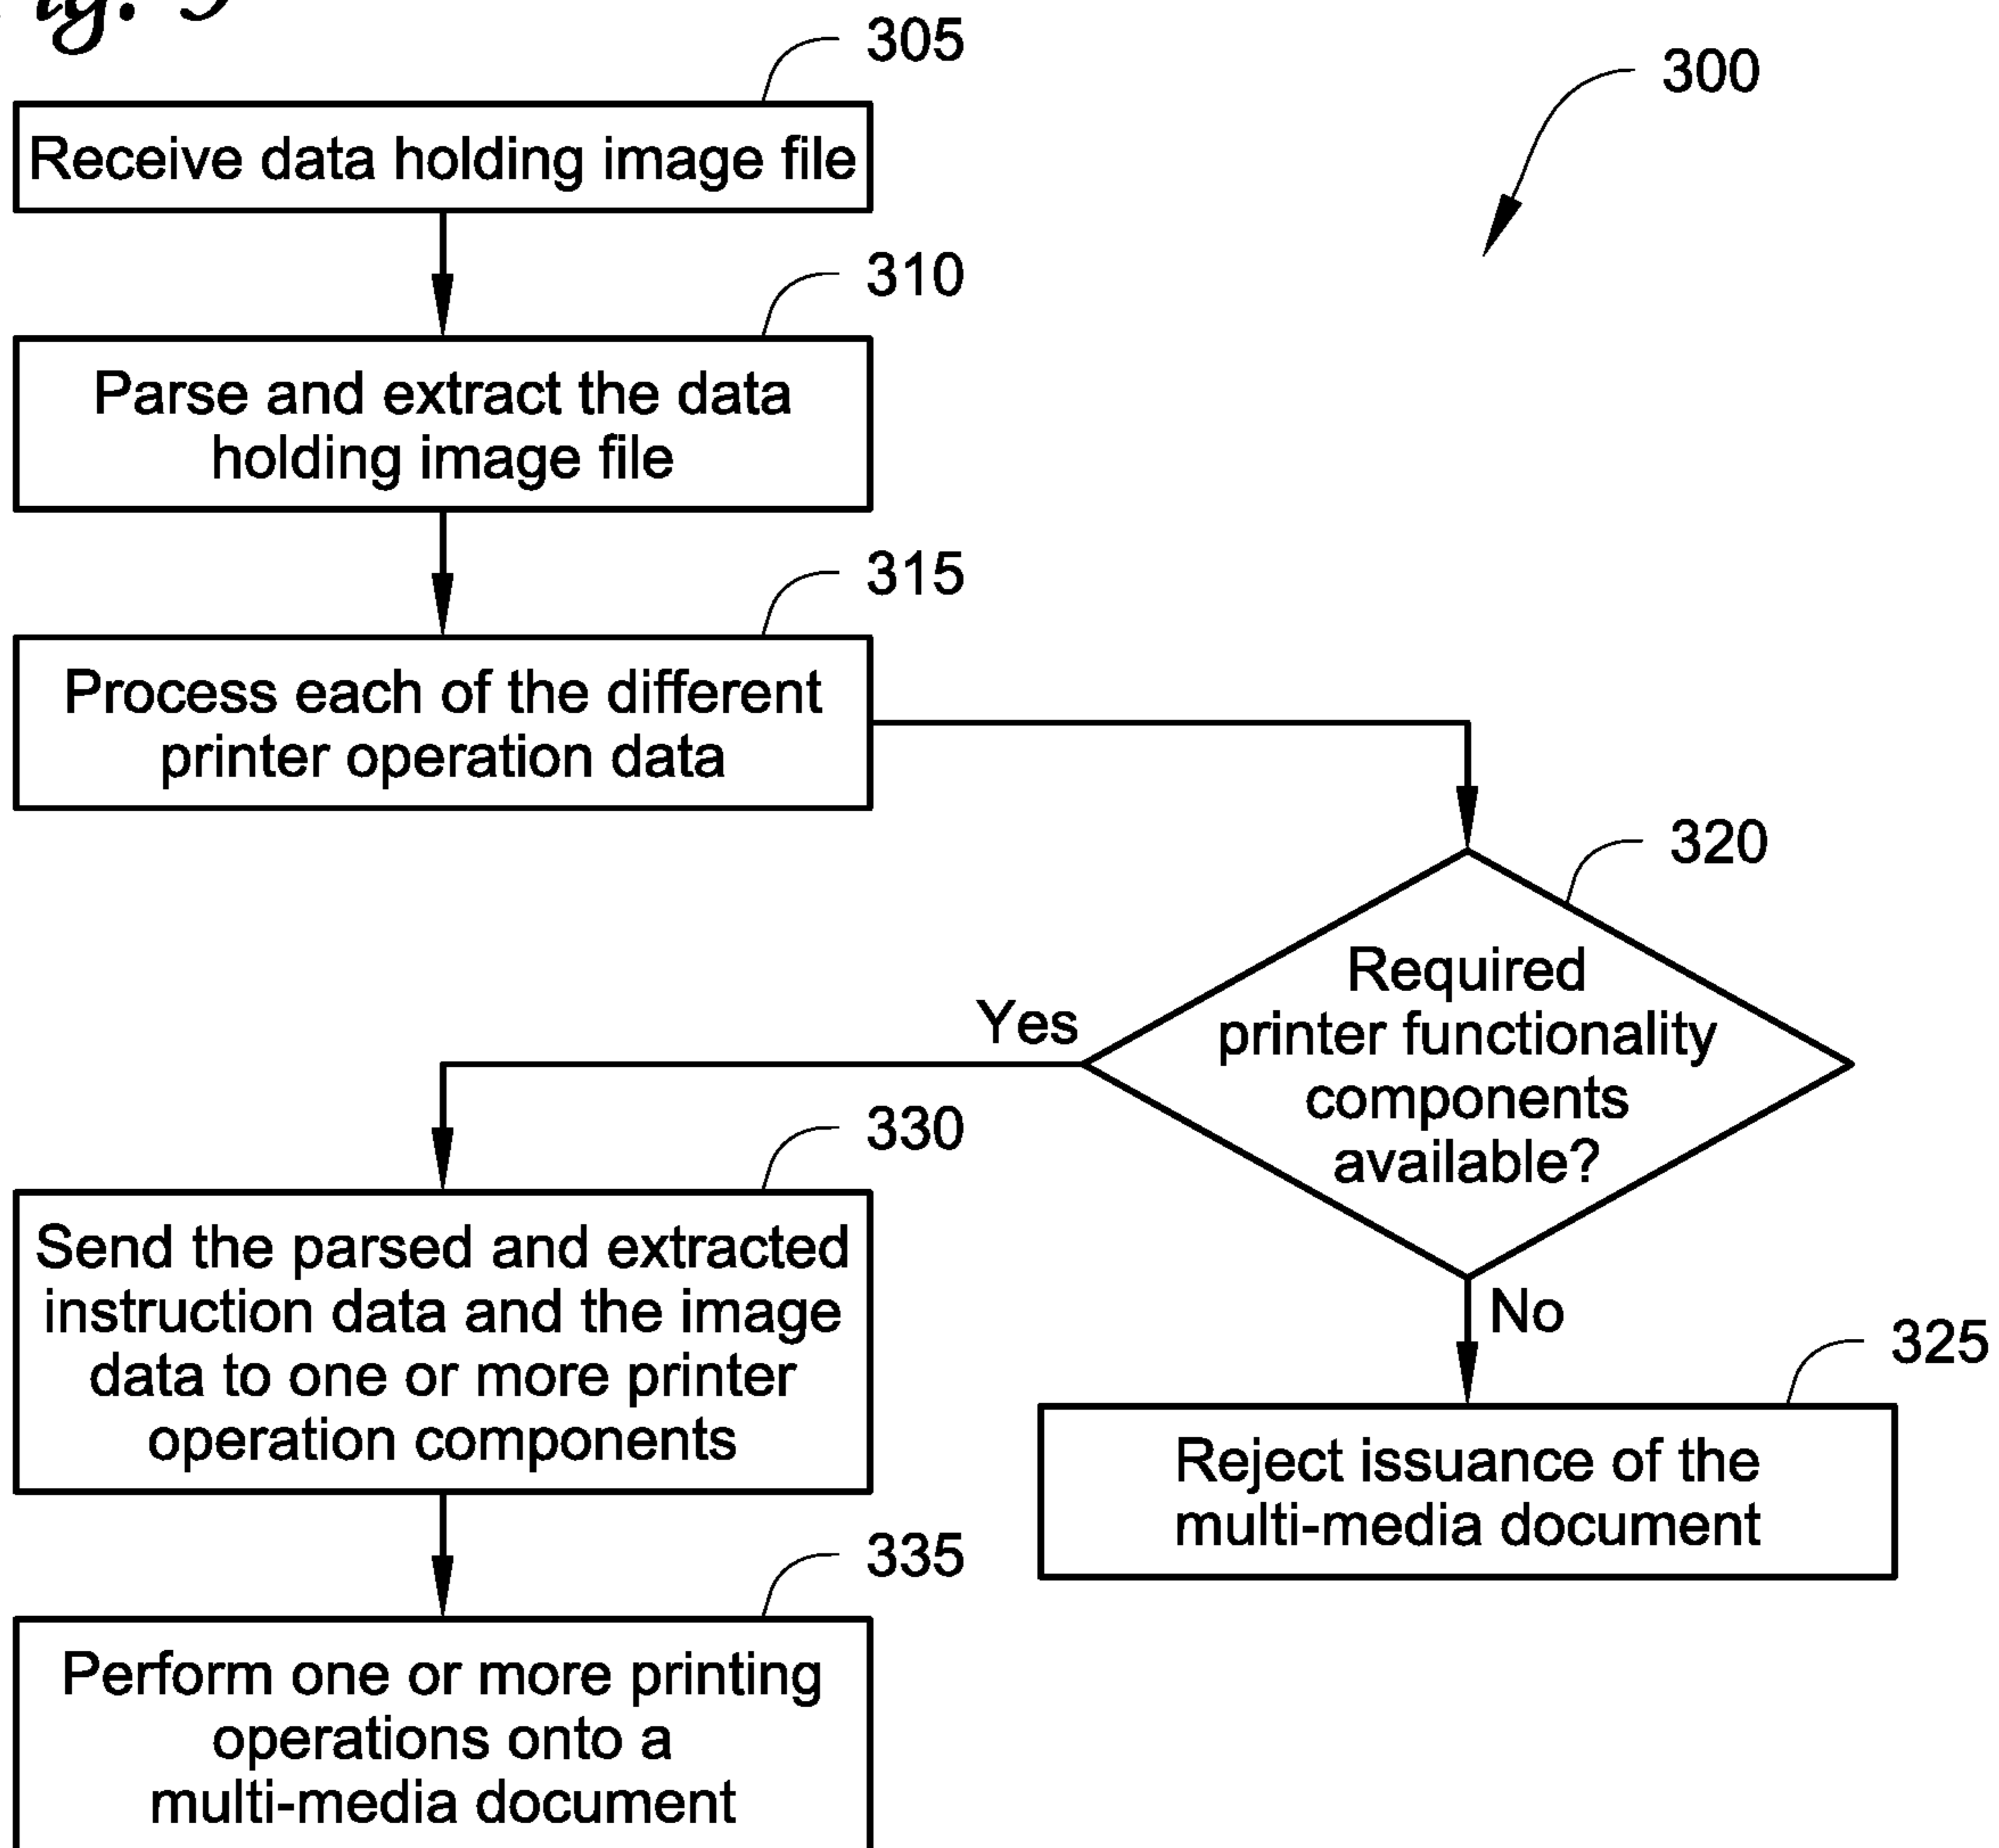 305
300
Receive data holding image file
310
Parse and extract the data
holding image file
315
Process each of the different
printer operation data
320
Required
printer functionality
components
available?
Yes
No
330
Send the parsed and extracted
instruction data and the image
data to one or more printer
operation components
325
Reject issuance of the
multi-media document
335
Perform one or more printing
operations onto a
multi-media document